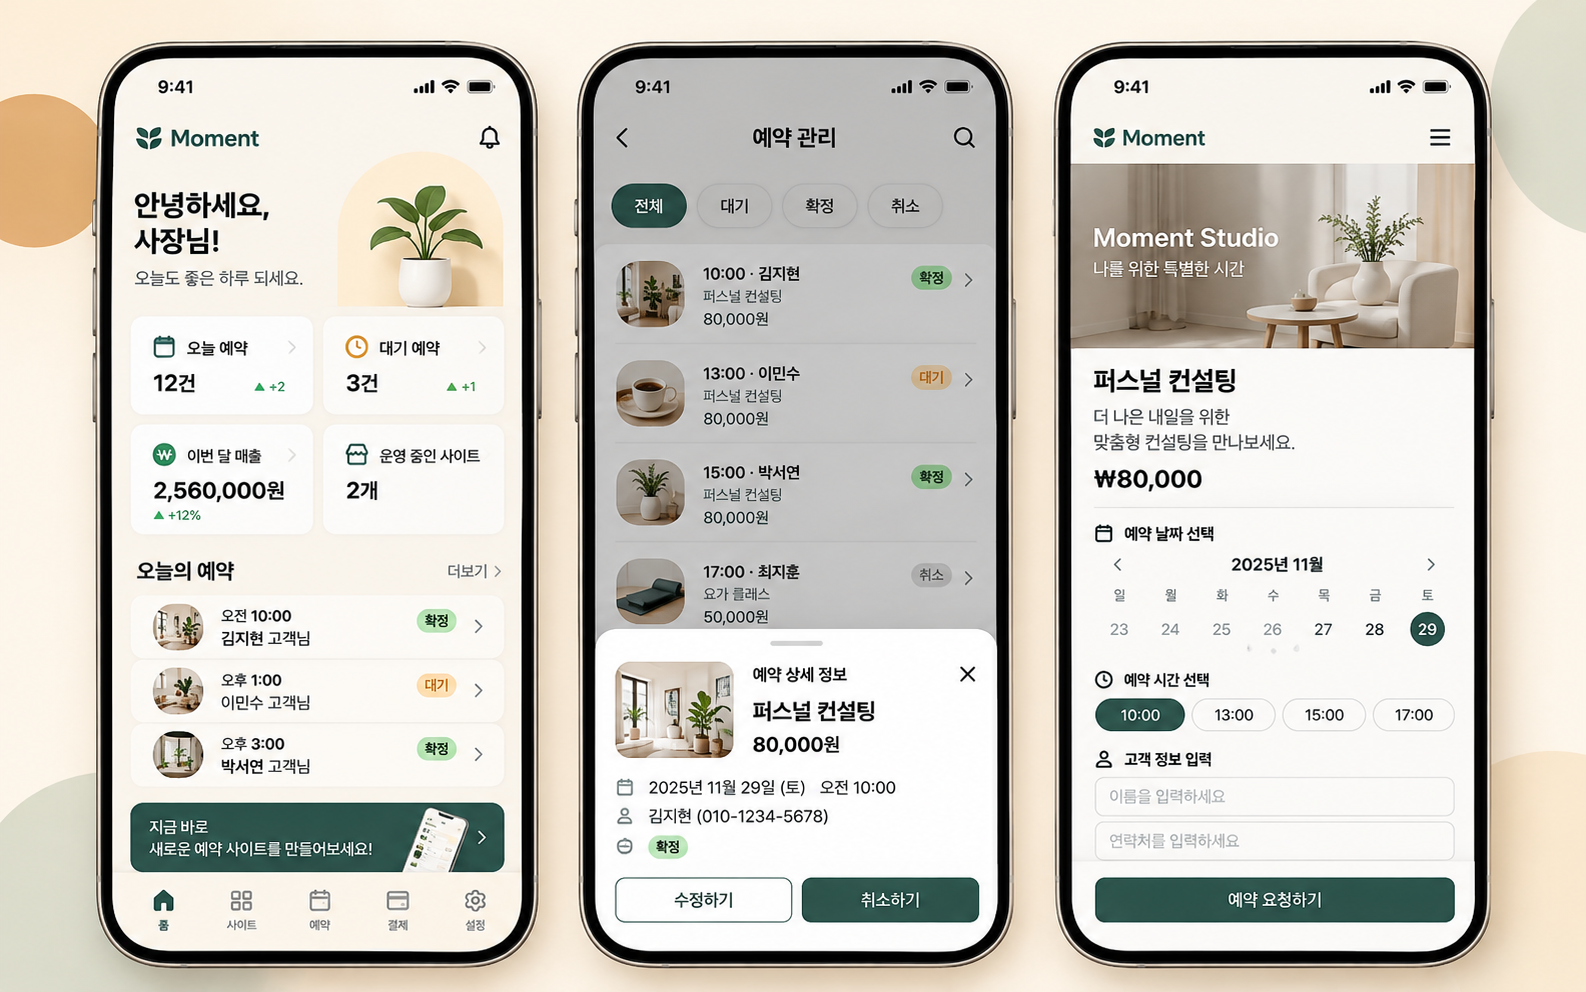 9:41
Moment
안녕하세요,
사장님!
오늘도 좋은 하루 되세요.
오늘 예약
12건
▲ +2
대기 예약
3건
▲ +1
₩ 이번 달 매출
2,560,000원
▲ +12%
운영 중인 사이트
2개
오늘의 예약
더보기
오전 10:00
김지현 고객님
확정
오후 1:00
이민수 고객님
대기
오후 3:00
박서연 고객님
확정
지금 바로
새로운 예약 사이트를 만들어보세요!
홈
사이트
예약
결제
설정
9:41
예약 관리
전체
대기
확정
취소
10:00 · 김지현
퍼스널 컨설팅
80,000원
확정
13:00 · 이민수
퍼스널 컨설팅
80,000원
대기
15:00 · 박서연
퍼스널 컨설팅
80,000원
확정
17:00 · 최지훈
요가 클래스
50,000원
취소
예약 상세 정보
퍼스널 컨설팅
80,000원
2025년 11월 29일 (토) 오전 10:00
김지현 (010-1234-5678)
확정
수정하기
취소하기
9:41
Moment
Moment Studio
나를 위한 특별한 시간
퍼스널 컨설팅
더 나은 내일을 위한
맞춤형 컨설팅을 만나보세요.
₩80,000
예약 날짜 선택
2025년 11월
일 월 화 수 목 금 토
23 24 25 26 27 28 29
예약 시간 선택
10:00 13:00 15:00 17:00
고객 정보 입력
이름을 입력하세요
연락처를 입력하세요
예약 요청하기